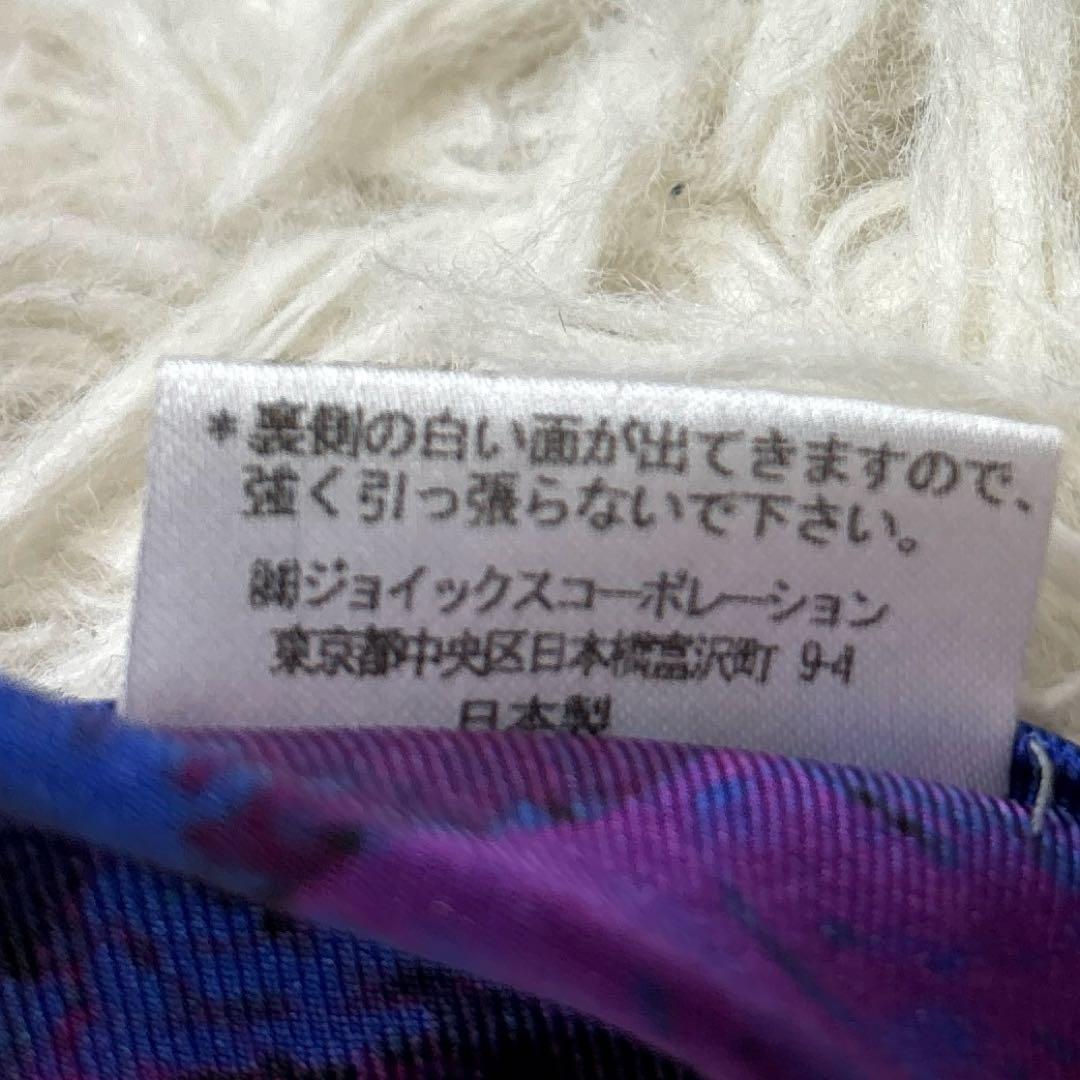 *裏側の白い面が出てきますので、
強く引っ張らないで下さい。
㈱ジョイックスコーポレーション
東京都中央区日本橋富沢町 9-4
日本製